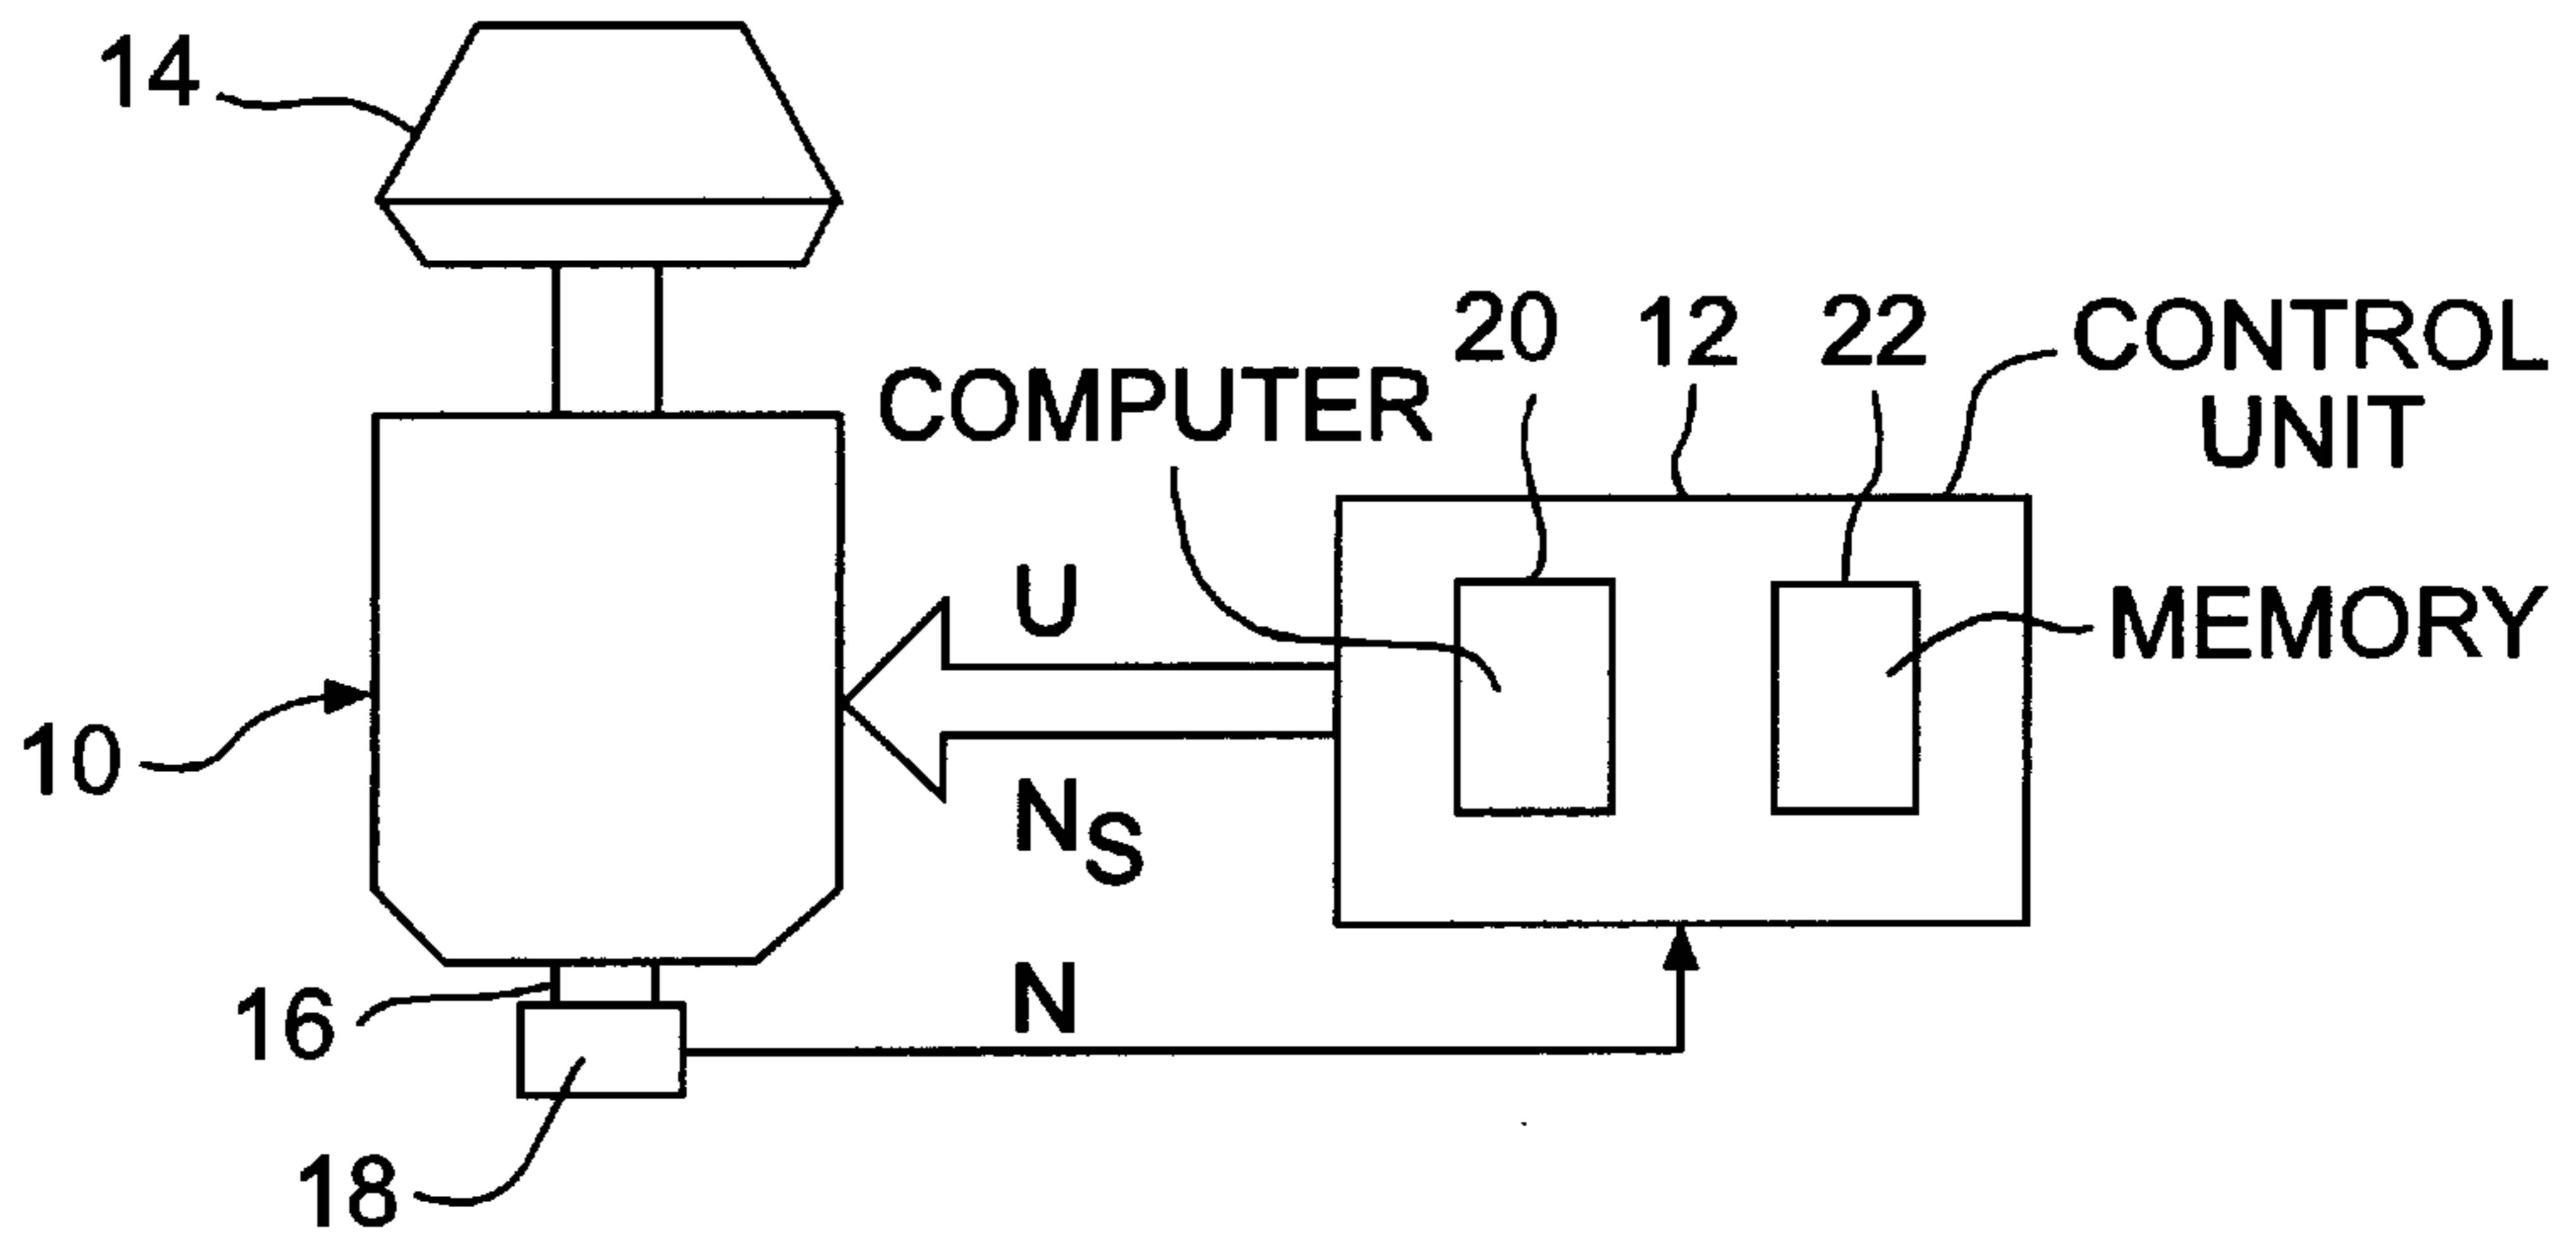 14
20
12
22
CONTROL
UNIT
COMPUTER
U
MEMORY
10
NS
N
16
18